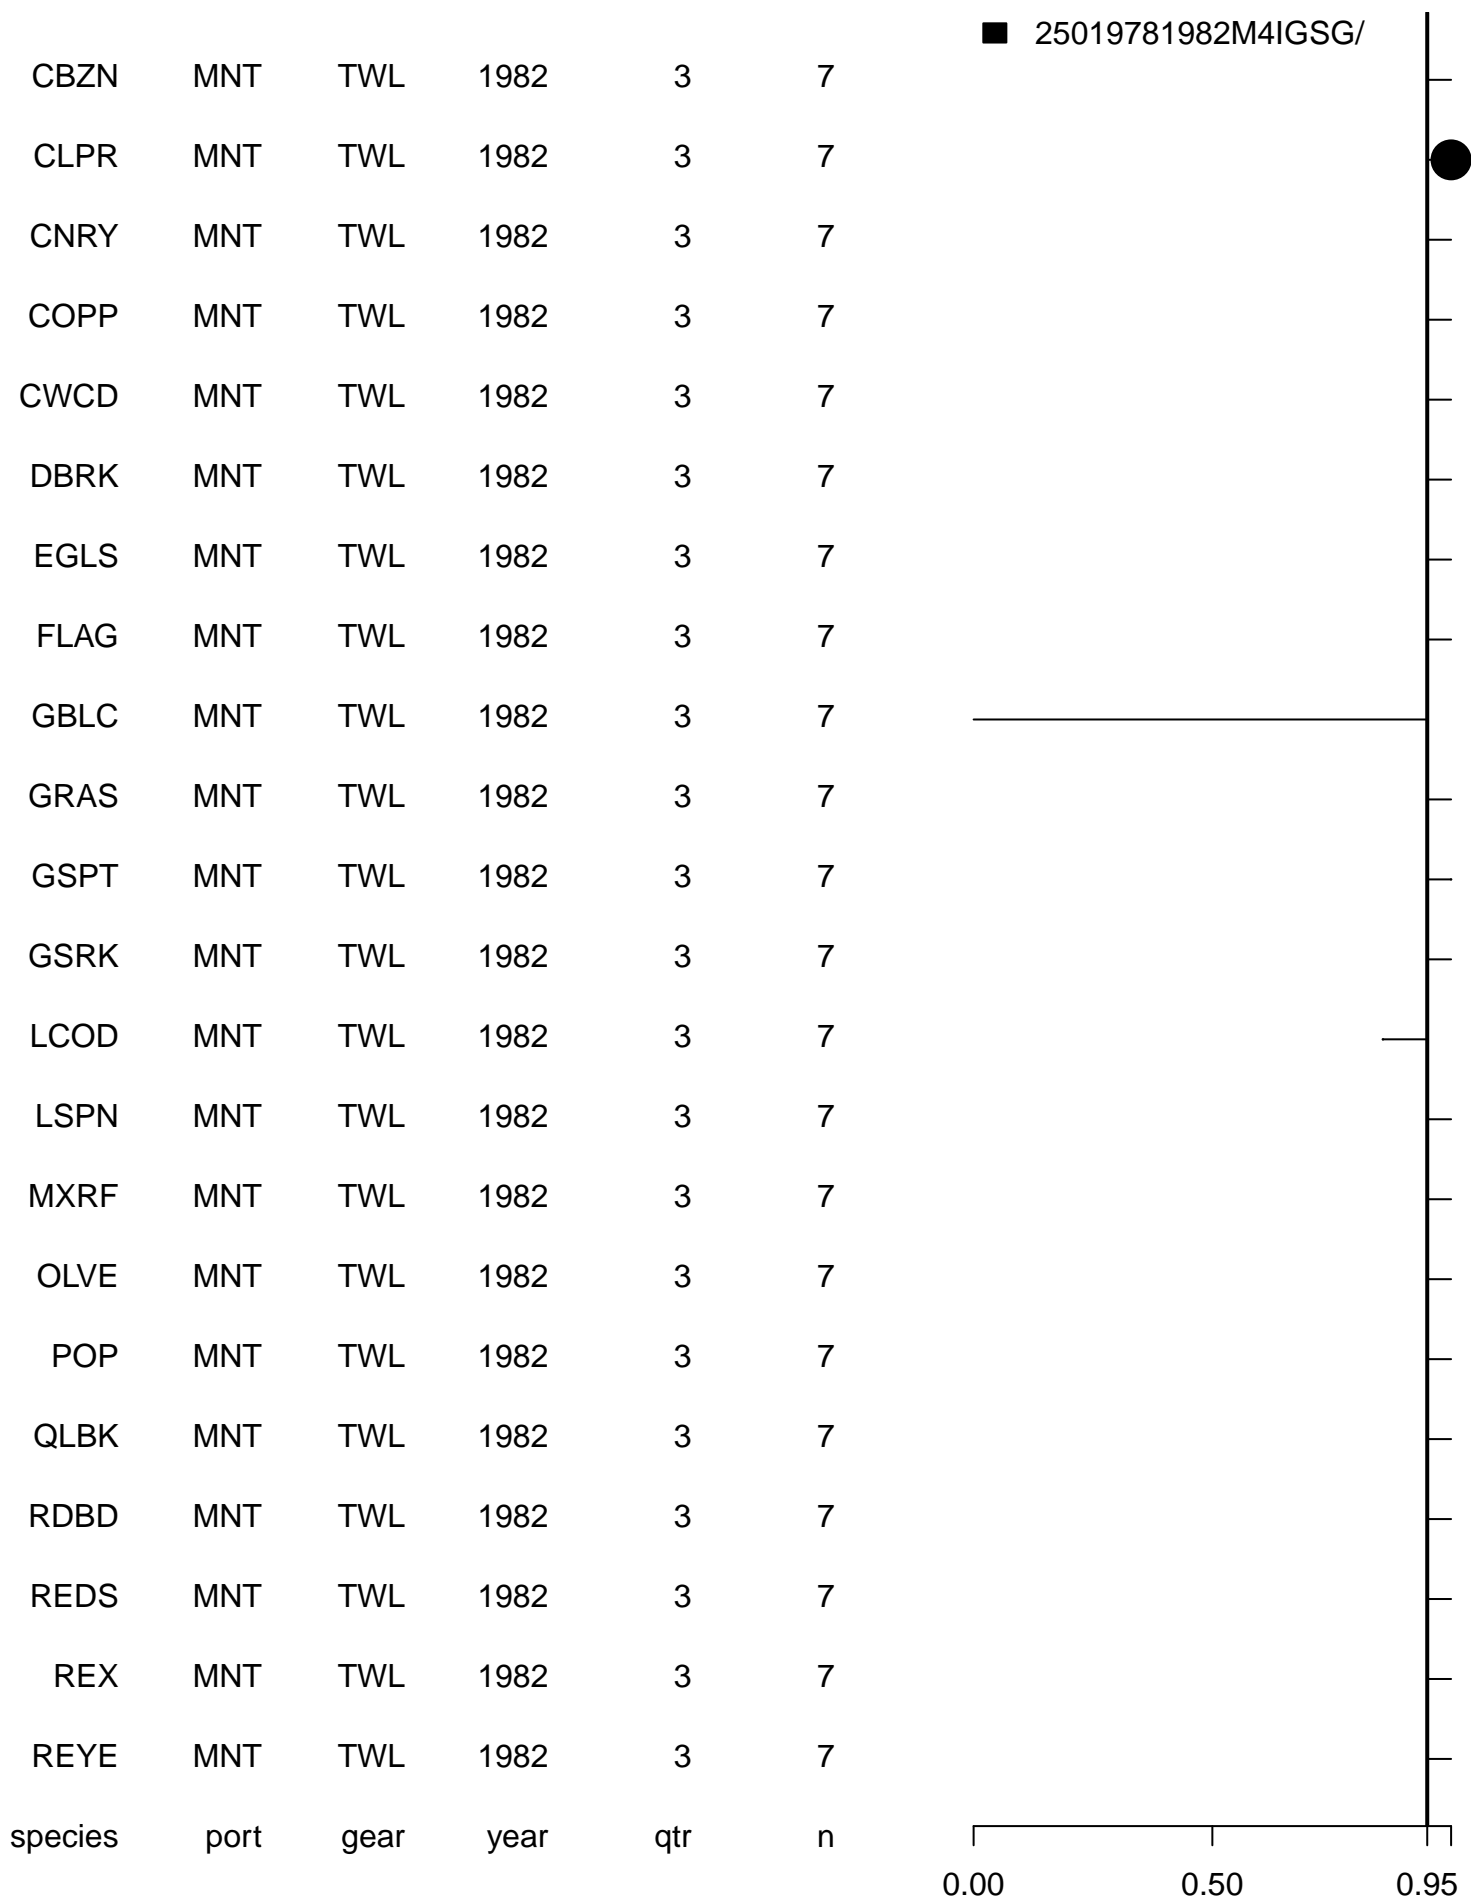 25019781982M4IGSG/
CBZN MNT TWL 1982 3 7
CLPR MNT TWL 1982 3 7
CNRY MNT TWL 1982 3 7
COPP MNT TWL 1982 3 7
CWCD MNT TWL 1982 3 7
DBRK MNT TWL 1982 3 7
EGLS MNT TWL 1982 3 7
FLAG MNT TWL 1982 3 7
GBLC MNT TWL 1982 3 7
GRAS MNT TWL 1982 3 7
GSPT MNT TWL 1982 3 7
GSRK MNT TWL 1982 3 7
LCOD MNT TWL 1982 3 7
LSPN MNT TWL 1982 3 7
MXRF MNT TWL 1982 3 7
OLVE MNT TWL 1982 3 7
POP MNT TWL 1982 3 7
QLBK MNT TWL 1982 3 7
RDBD MNT TWL 1982 3 7
REDS MNT TWL 1982 3 7
REX MNT TWL 1982 3 7
REYE MNT TWL 1982 3 7
species port gear year qtr n
0.00 0.50 0.95